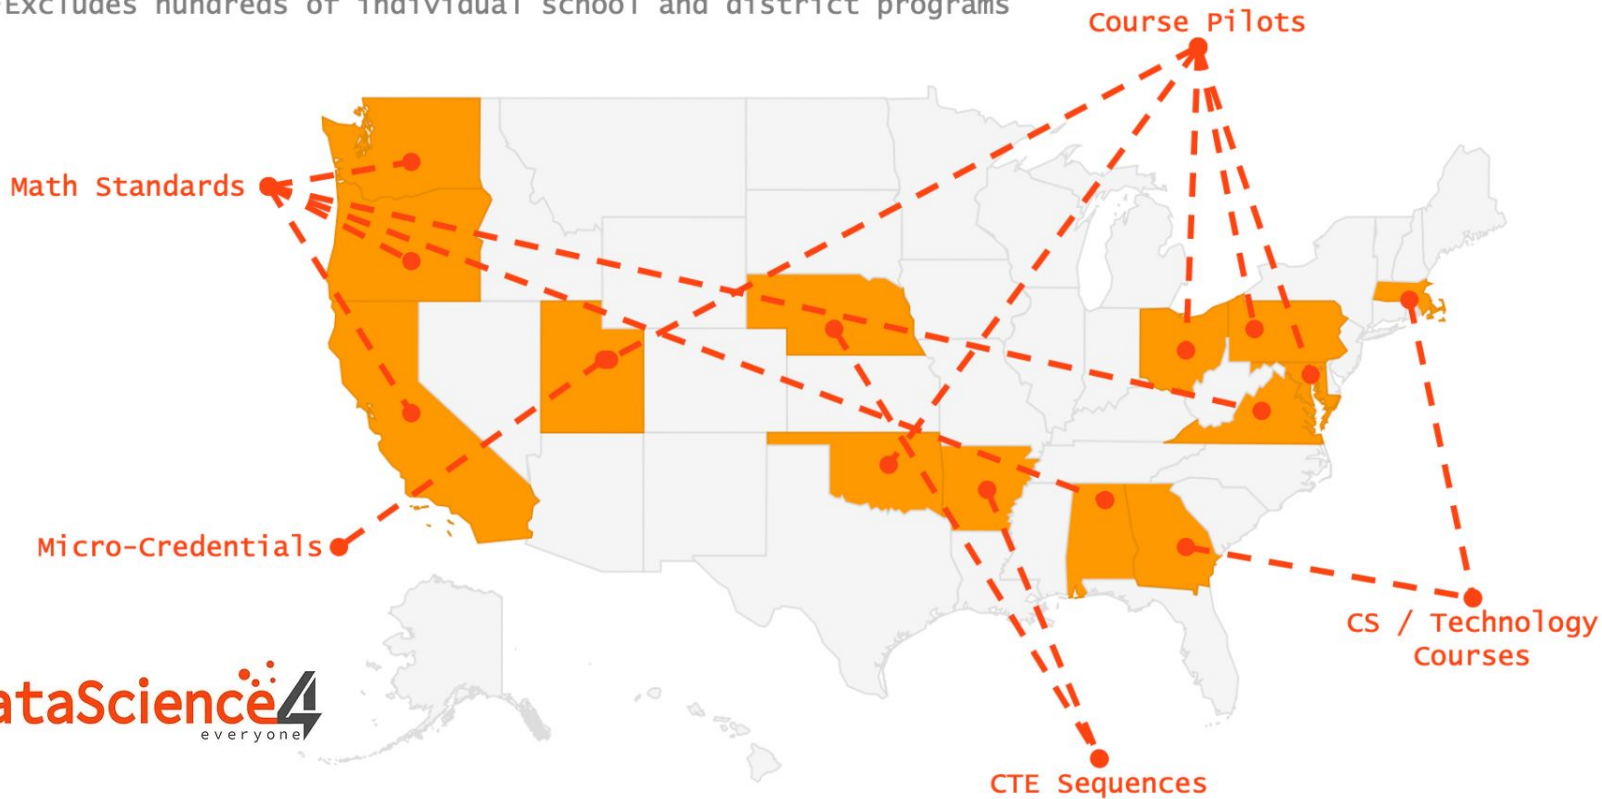 Excludes hundreds of individual school and district programs
Course Pilots
Math Standards
Micro-Credentials
CS / Technology
Courses
ataScience4
everyone
CTE Sequences